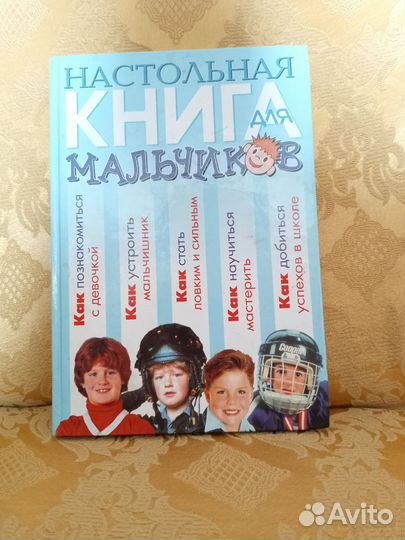 НАСТОЛЬНАЯ
КНИГА ДЛЯ
МАЛЬЧИКОВ
Как познакомиться
с девочкой
Как устроить
мальчишник
Как стать
ловким и сильным
Как научиться
мастерить
Как добиться
успехов в школе
Cooper
Avito